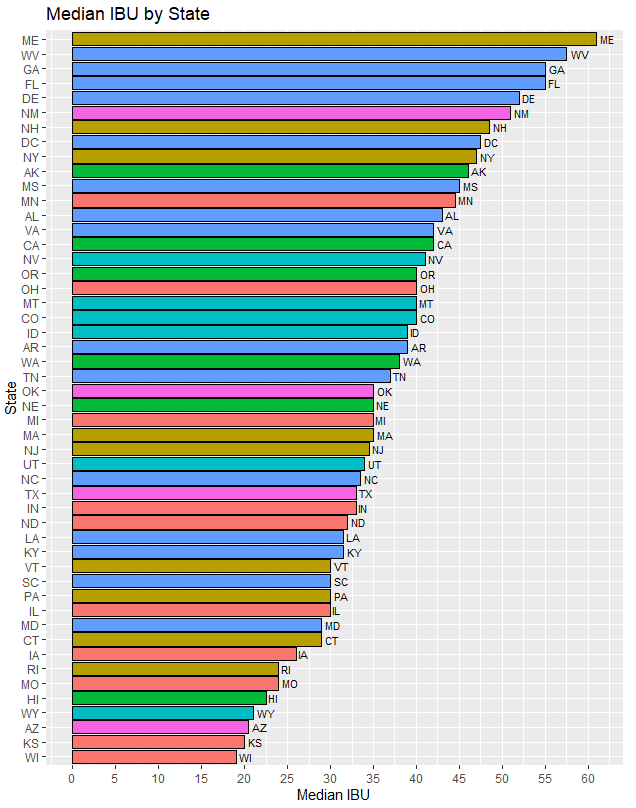 Median IBU by State
State
ME ME
WV WV
GA GA
FL FL
DE DE
NM NM
NH NH
DC DC
NY NY
AK AK
MS MS
MN MN
AL AL
VA VA
CA CA
NV NV
OR OR
OH OH
MT MT
CO CO
ID ID
AR AR
WA WA
TN TN
OK OK
NE NE
MI MI
MA MA
NJ NJ
UT UT
NC NC
TX TX
IN IN
ND ND
LA LA
KY KY
VT VT
SC SC
PA PA
IL IL
MD MD
CT CT
IA IA
RI RI
MO MO
HI HI
WY WY
AZ AZ
KS KS
WI WI
0 5 10 15 20 25 30 35 40 45 50 55 60
Median IBU